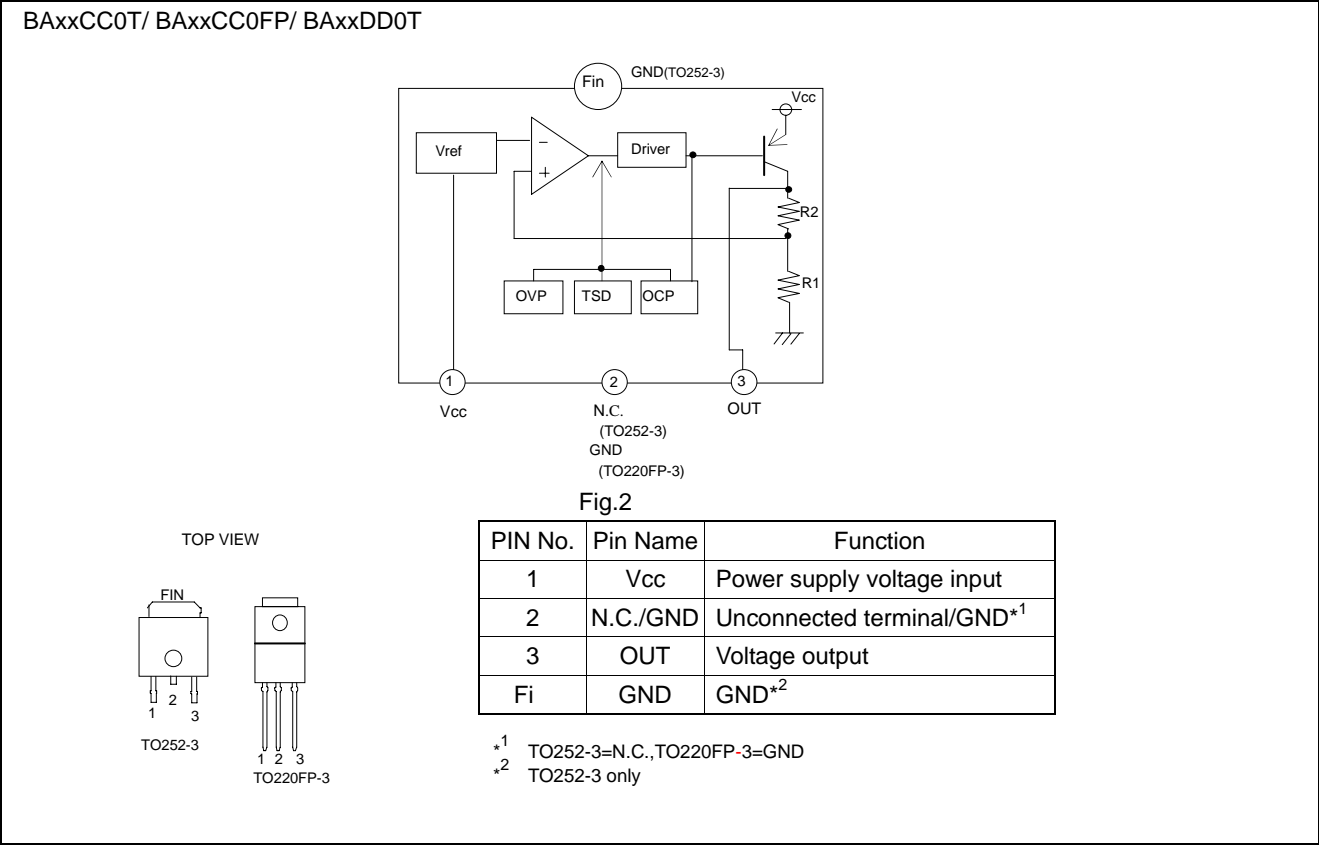 BAxxCC0T/ BAxxCC0FP/ BAxxDD0T
Fin
GND(TO252-3)
Vcc
Vref
−
+
Driver
R2
R1
OVP
TSD
OCP
1
2
3
Vcc
N.C.
(TO252-3)
GND
(TO220FP-3)
OUT
Fig.2
TOP VIEW
FIN
1
2
3
TO252-3
1 2 3
TO220FP-3
PIN No. Pin Name Function
1 Vcc Power supply voltage input
2 N.C./GND Unconnected terminal/GND*1
3 OUT Voltage output
Fi GND GND*2
*1 TO252-3=N.C.,TO220FP-3=GND
*2 TO252-3 only